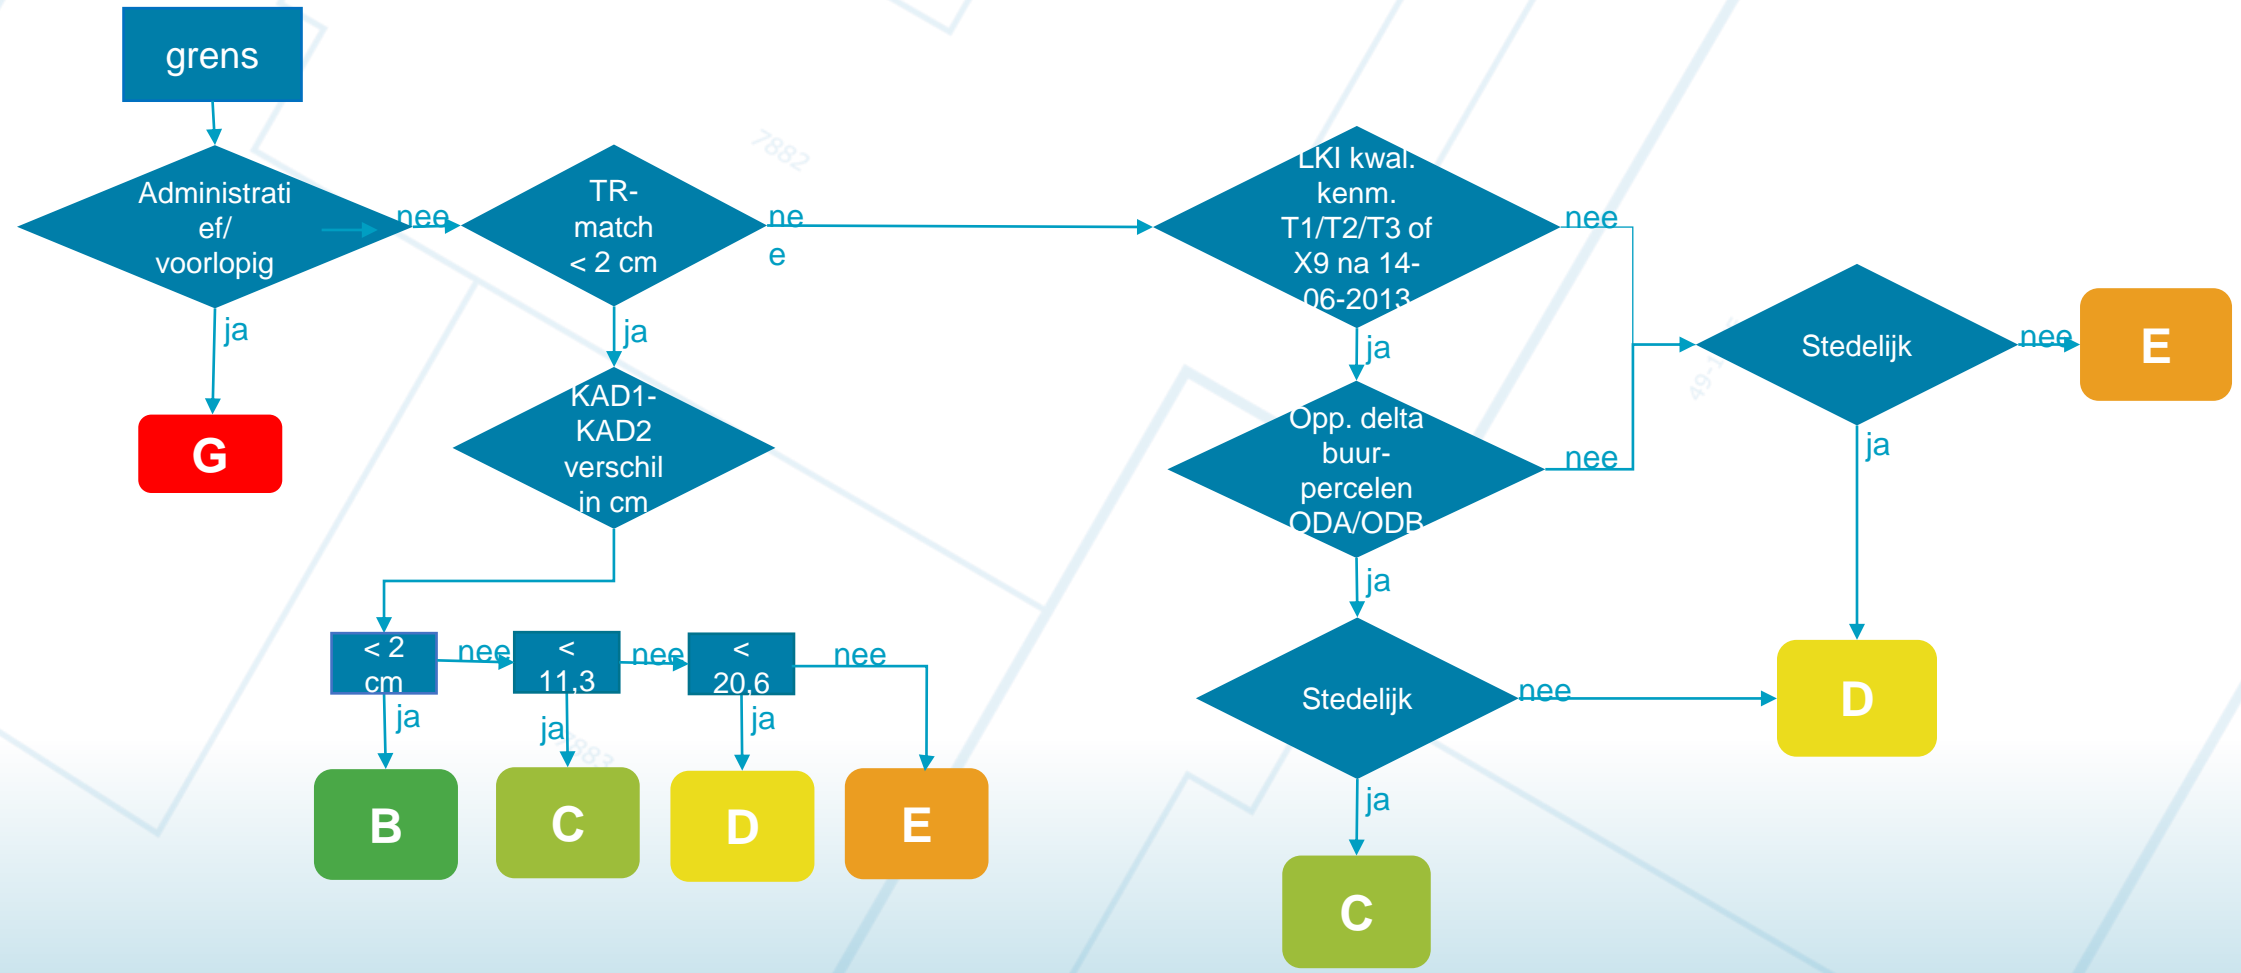 grens
Administrati
ef/
voorlopig
nee
TR-
match
< 2 cm
ne
e
LKI kwal.
kenm.
T1/T2/T3 of
X9 na 14-
06-2013
nee
ja
ja
ja
Stedelijk
nee
E
G
KAD1-
KAD2
verschil
in cm
Opp. delta
buur-
percelen
ODA/ODB
nee
ja
ja
< 2
cm
nee
<
11,3
nee
<
20,6
nee
ja
ja
ja
Stedelijk
nee
D
B
C
D
E
ja
C
7882